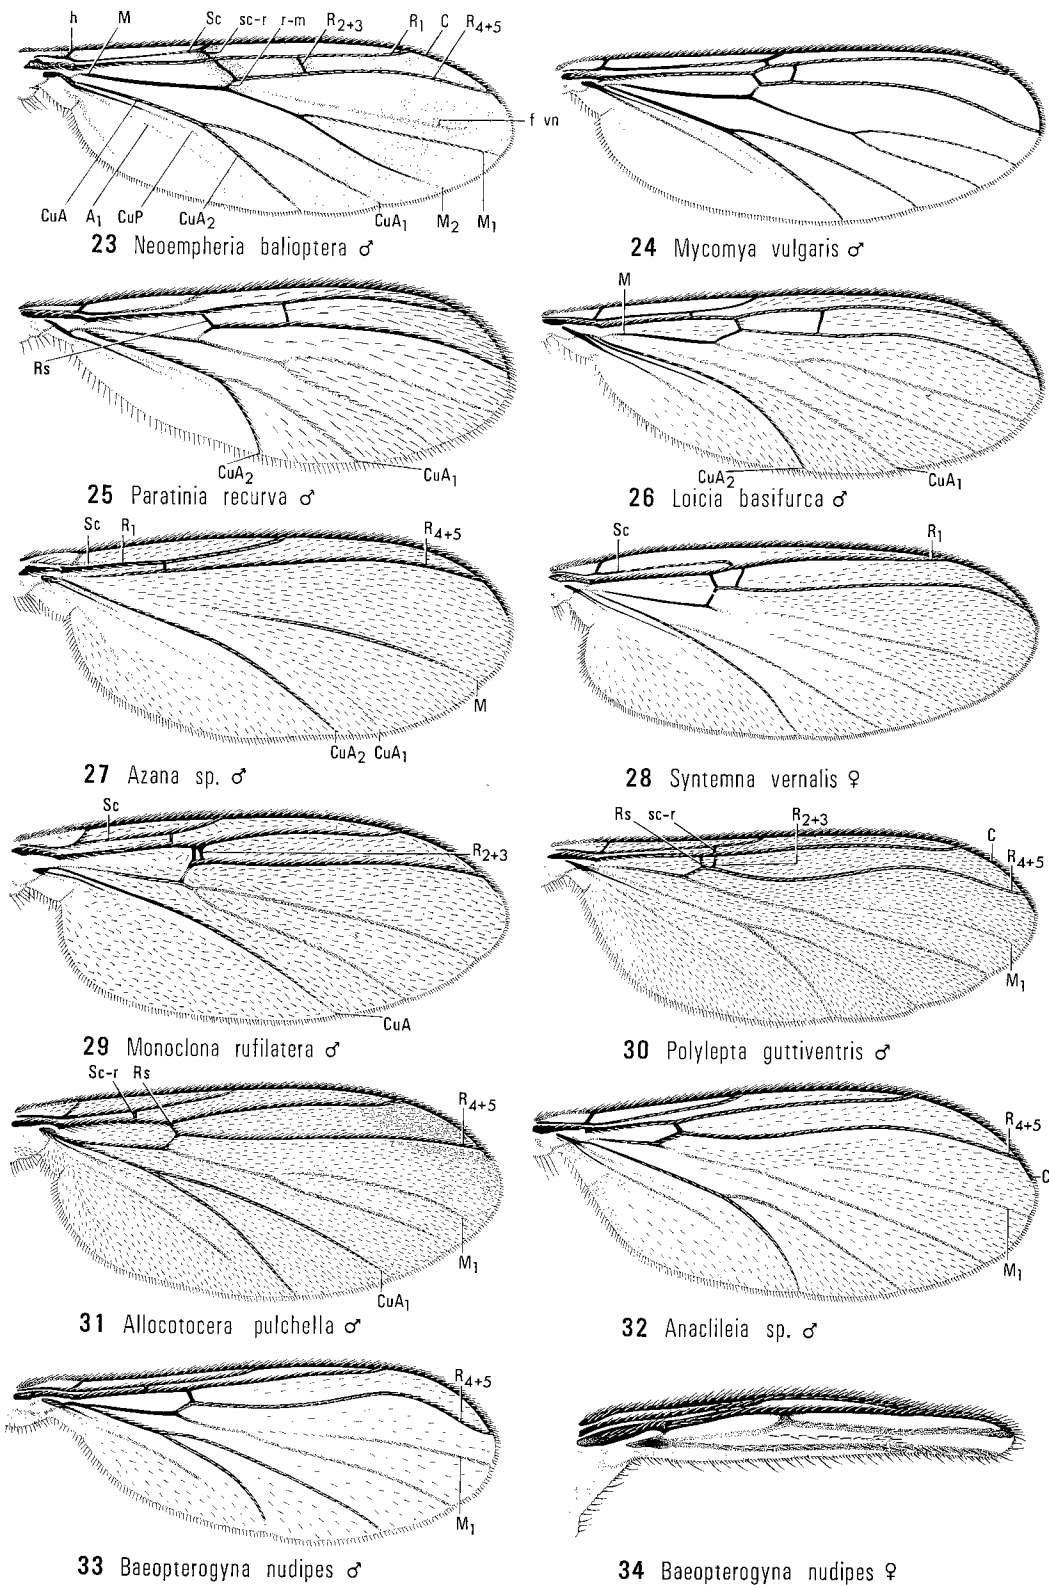 h M Sc sc-r r-m R2+3 R1 C R4+5
f vn
CuA A1 CuP CuA2 CuA1 M2 M1
23 Neoempheria balioptera ♂
24 Mycomya vulgaris ♂
Rs
CuA2 CuA1
25 Paratinia recurva ♂
M
CuA2 CuA1
26 Loicia basifurca ♂
Sc R1 R4+5
M
CuA2 CuA1
27 Azana sp. ♂
Sc R1
28 Syntemna vernalis ♀
Sc
R2+3
CuA
29 Monoclona rufilatera ♂
Rs sc-r R2+3 C
R4+5
M1
30 Polylepta guttiventris ♂
Sc-r Rs
R4+5
M1
CuA1
31 Allocotocera pulchella ♂
R4+5
C
M1
32 Anaclileia sp. ♂
R4+5
M1
33 Baeopterogyna nudipes ♂
34 Baeopterogyna nudipes ♀